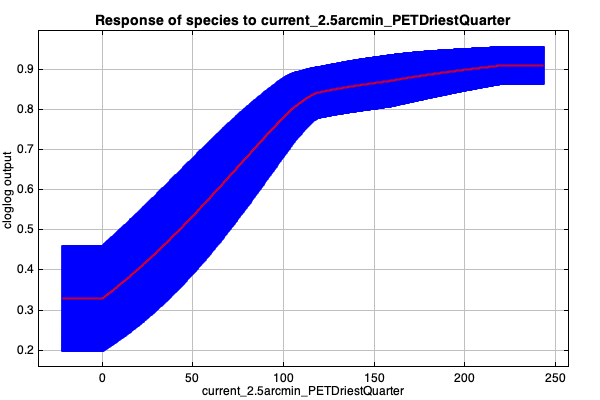 Response of species to current_2.5arcmin_PETDriestQuarter
cloglog output
0.9
0.8
0.7
0.6
0.5
0.4
0.3
0.2
0 50 100 150 200 250
current_2.5arcmin_PETDriestQuarter